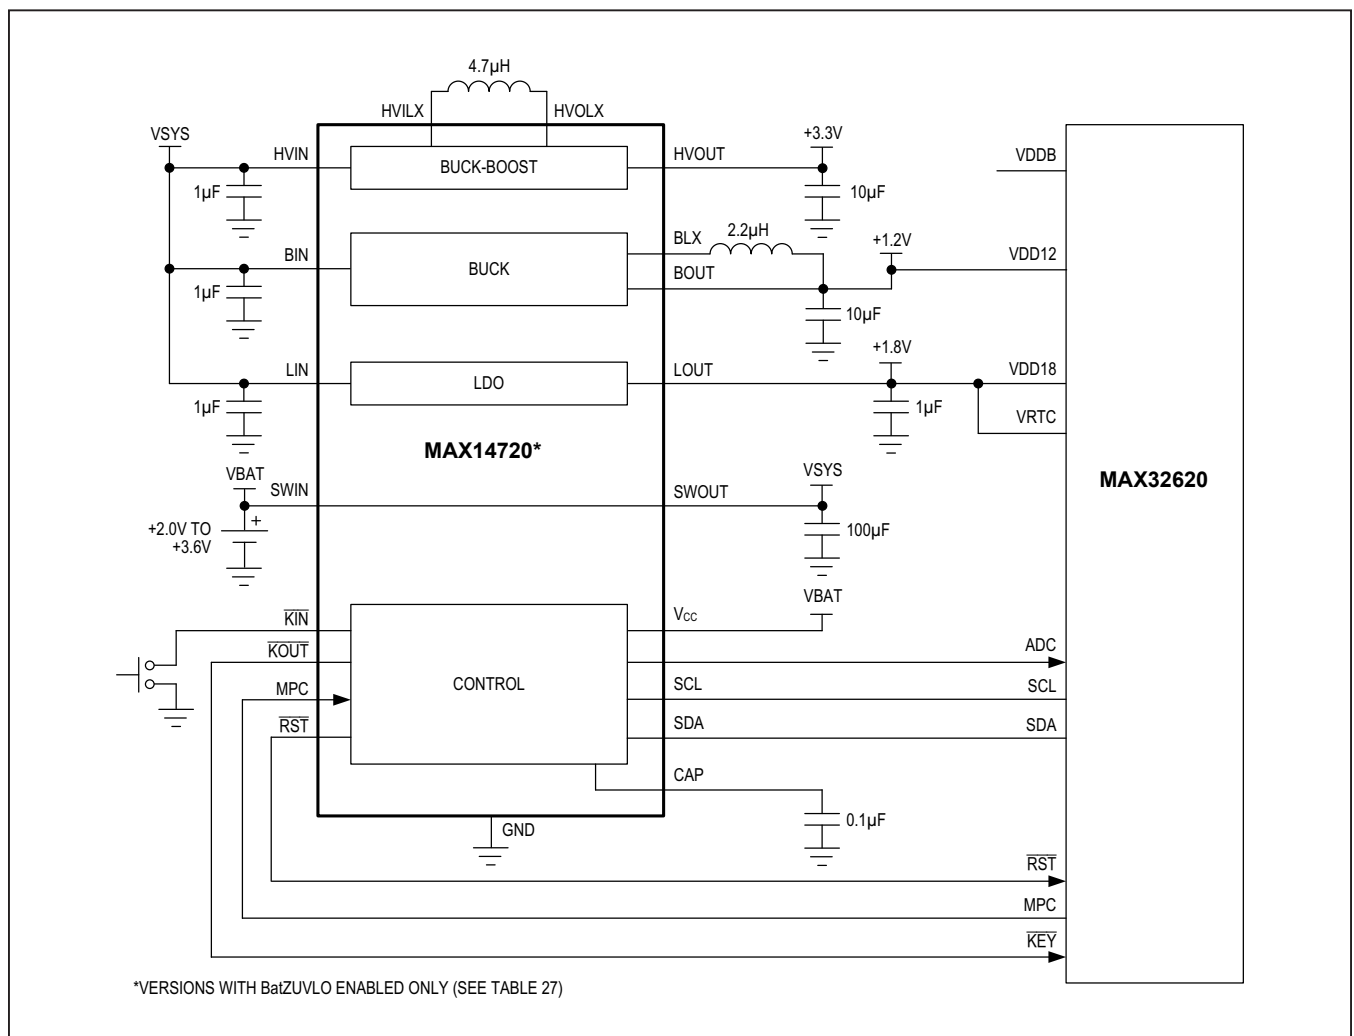 4.7µH
HVILX
HVOLX
VSYS
HVIN
BUCK-BOOST
HVOUT
+3.3V
VDDB
1µF
10µF
BIN
BUCK
BLX
2.2µH
+1.2V
VDD12
BOUT
1µF
10µF
LIN
LDO
LOUT
+1.8V
VDD18
1µF
1µF
VRTC
MAX14720*
MAX32620
VBAT
SWIN
SWOUT
VSYS
+2.0V TO
+3.6V
+
100µF
VBAT
KIN
VCC
KOUT
ADC
MPC
CONTROL
SCL
SCL
RST
SDA
SDA
CAP
0.1µF
GND
RST
MPC
KEY
*VERSIONS WITH BatZUVLO ENABLED ONLY (SEE TABLE 27)